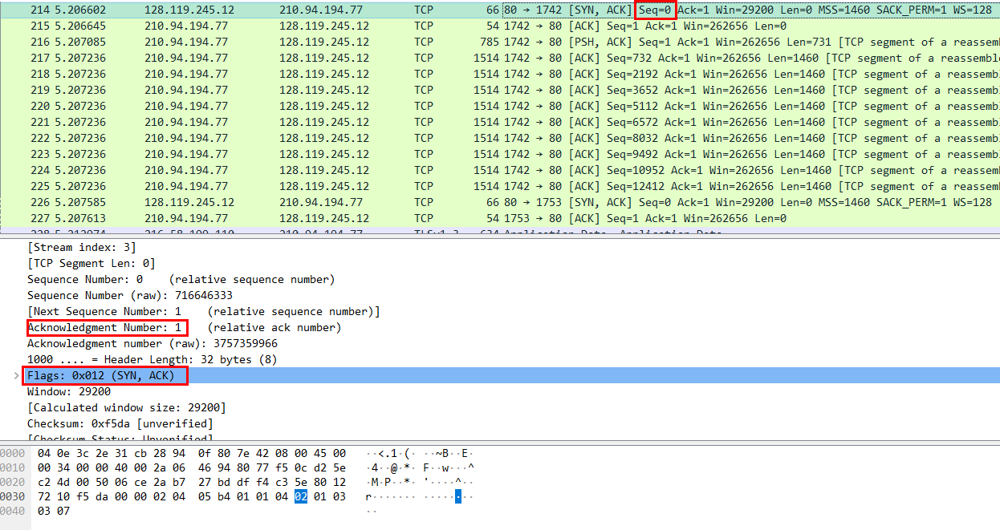 214 5.206602 128.119.245.12 210.94.194.77 TCP 66 80 → 1742 [SYN, ACK] Seq=0 Ack=1 Win=29200 Len=0 MSS=1460 SACK_PERM=1 WS=128
215 5.206645 210.94.194.77 128.119.245.12 TCP 54 1742 → 80 [ACK] Seq=1 Ack=1 Win=262656 Len=0
216 5.207085 210.94.194.77 128.119.245.12 TCP 785 1742 → 80 [PSH, ACK] Seq=1 Ack=1 Win=262656 Len=731 [TCP segment of a reassemb
217 5.207236 210.94.194.77 128.119.245.12 TCP 1514 1742 → 80 [ACK] Seq=732 Ack=1 Win=262656 Len=1460 [TCP segment of a reassemble
218 5.207236 210.94.194.77 128.119.245.12 TCP 1514 1742 → 80 [ACK] Seq=2192 Ack=1 Win=262656 Len=1460 [TCP segment of a reassembl
219 5.207236 210.94.194.77 128.119.245.12 TCP 1514 1742 → 80 [ACK] Seq=3652 Ack=1 Win=262656 Len=1460 [TCP segment of a reassembl
220 5.207236 210.94.194.77 128.119.245.12 TCP 1514 1742 → 80 [ACK] Seq=5112 Ack=1 Win=262656 Len=1460 [TCP segment of a reassembl
221 5.207236 210.94.194.77 128.119.245.12 TCP 1514 1742 → 80 [ACK] Seq=6572 Ack=1 Win=262656 Len=1460 [TCP segment of a reassembl
222 5.207236 210.94.194.77 128.119.245.12 TCP 1514 1742 → 80 [ACK] Seq=8032 Ack=1 Win=262656 Len=1460 [TCP segment of a reassembl
223 5.207236 210.94.194.77 128.119.245.12 TCP 1514 1742 → 80 [ACK] Seq=9492 Ack=1 Win=262656 Len=1460 [TCP segment of a reassembl
224 5.207236 210.94.194.77 128.119.245.12 TCP 1514 1742 → 80 [ACK] Seq=10952 Ack=1 Win=262656 Len=1460 [TCP segment of a reassemb
225 5.207236 210.94.194.77 128.119.245.12 TCP 1514 1742 → 80 [ACK] Seq=12412 Ack=1 Win=262656 Len=1460 [TCP segment of a reassemb
226 5.207585 128.119.245.12 210.94.194.77 TCP 66 80 → 1753 [SYN, ACK] Seq=0 Ack=1 Win=29200 Len=0 MSS=1460 SACK_PERM=1 WS=128
227 5.207613 210.94.194.77 128.119.245.12 TCP 54 1753 → 80 [ACK] Seq=1 Ack=1 Win=262656 Len=0
[Stream index: 3]
[TCP Segment Len: 0]
Sequence Number: 0 (relative sequence number)
Sequence Number (raw): 716646333
[Next Sequence Number: 1 (relative sequence number)]
Acknowledgment Number: 1 (relative ack number)
Acknowledgment number (raw): 3757359966
1000 .... = Header Length: 32 bytes (8)
Flags: 0x012 (SYN, ACK)
Window: 29200
[Calculated window size: 29200]
Checksum: 0xf5da [unverified]
[Checksum Status: Unverified]
0000 04 0e 3c 2e 31 cb 28 94 0f 80 7e 42 08 00 45 00 ··<.1·(· ··~B··E·
0010 00 34 00 00 40 00 2a 06 46 94 80 77 f5 0c d2 5e ·4··@·*· F··w···^
0020 c2 4d 00 50 06 ce 2a b7 27 bd df f4 c3 5e 80 12 ·M·P··*· '····^··
0030 72 10 f5 da 00 00 02 04 05 b4 01 01 04 02 01 03 r······· ········
0040 03 07 ··